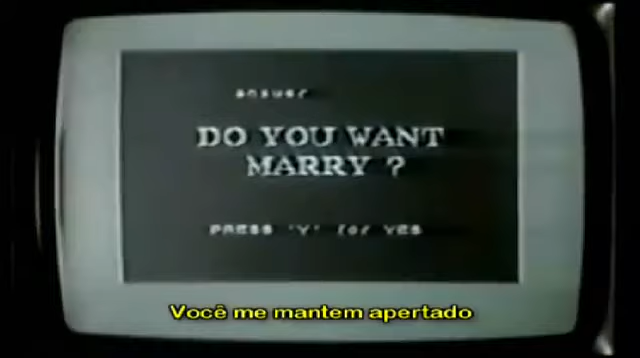 answer
DO YOU WANT
MARRY ?
PRESS 'Y' for YES
Você me mantem apertado